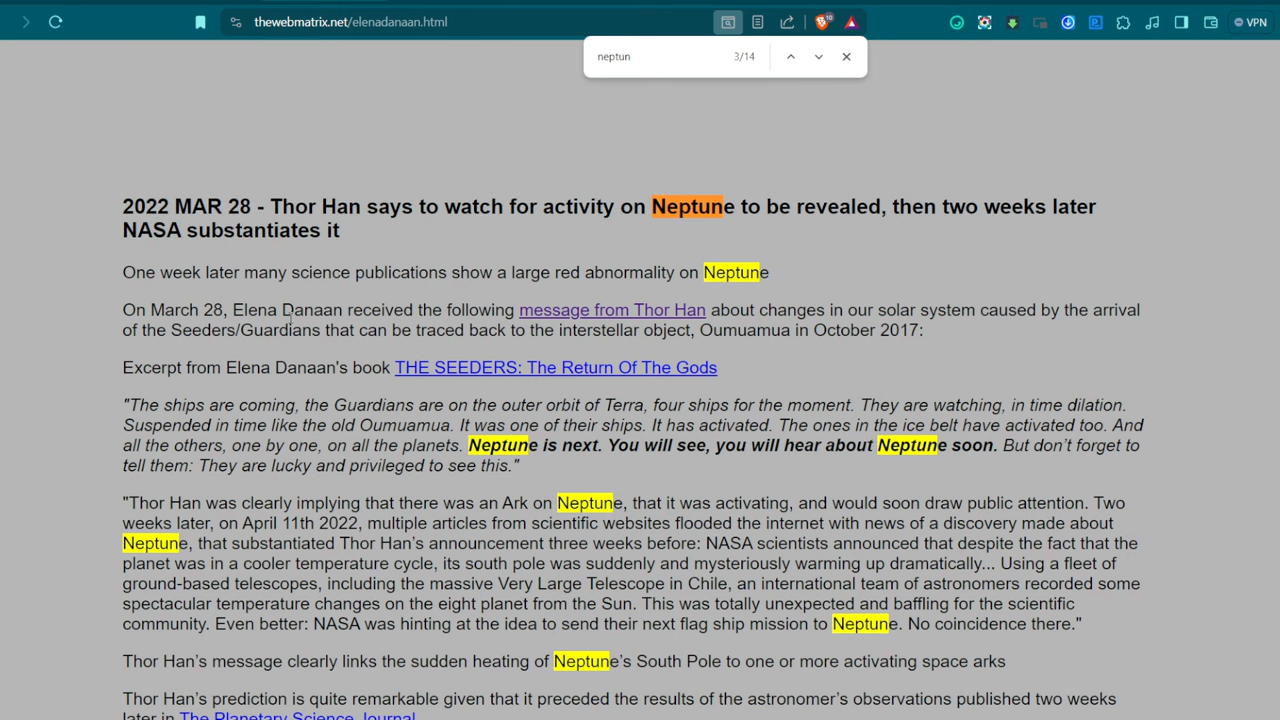 thewebmatrix.net/elenadanaan.html
10
VPN
neptun
3/14
2022 MAR 28 - Thor Han says to watch for activity on Neptune to be revealed, then two weeks later
NASA substantiates it
One week later many science publications show a large red abnormality on Neptune
On March 28, Elena Danaan received the following message from Thor Han about changes in our solar system caused by the arrival
of the Seeders/Guardians that can be traced back to the interstellar object, Oumuamua in October 2017:
Excerpt from Elena Danaan's book THE SEEDERS: The Return Of The Gods
"The ships are coming, the Guardians are on the outer orbit of Terra, four ships for the moment. They are watching, in time dilation.
Suspended in time like the old Oumuamua. It was one of their ships. It has activated. The ones in the ice belt have activated too. And
all the others, one by one, on all the planets. Neptune is next. You will see, you will hear about Neptune soon. But don't forget to
tell them: They are lucky and privileged to see this."
"Thor Han was clearly implying that there was an Ark on Neptune, that it was activating, and would soon draw public attention. Two
weeks later, on April 11th 2022, multiple articles from scientific websites flooded the internet with news of a discovery made about
Neptune, that substantiated Thor Han's announcement three weeks before: NASA scientists announced that despite the fact that the
planet was in a cooler temperature cycle, its south pole was suddenly and mysteriously warming up dramatically... Using a fleet of
ground-based telescopes, including the massive Very Large Telescope in Chile, an international team of astronomers recorded some
spectacular temperature changes on the eight planet from the Sun. This was totally unexpected and baffling for the scientific
community. Even better: NASA was hinting at the idea to send their next flag ship mission to Neptune. No coincidence there."
Thor Han's message clearly links the sudden heating of Neptune's South Pole to one or more activating space arks
Thor Han's prediction is quite remarkable given that it preceded the results of the astronomer's observations published two weeks
later in The Planetary Science Journal